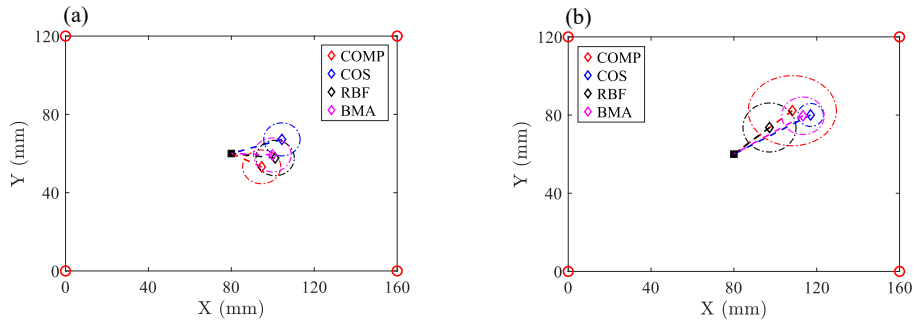 (a)
120
80
40
0
Y (mm)
0 40 80 120 160
X (mm)
COMP
COS
RBF
BMA
(b)
120
80
40
0
Y (mm)
0 40 80 120 160
X (mm)
COMP
COS
RBF
BMA